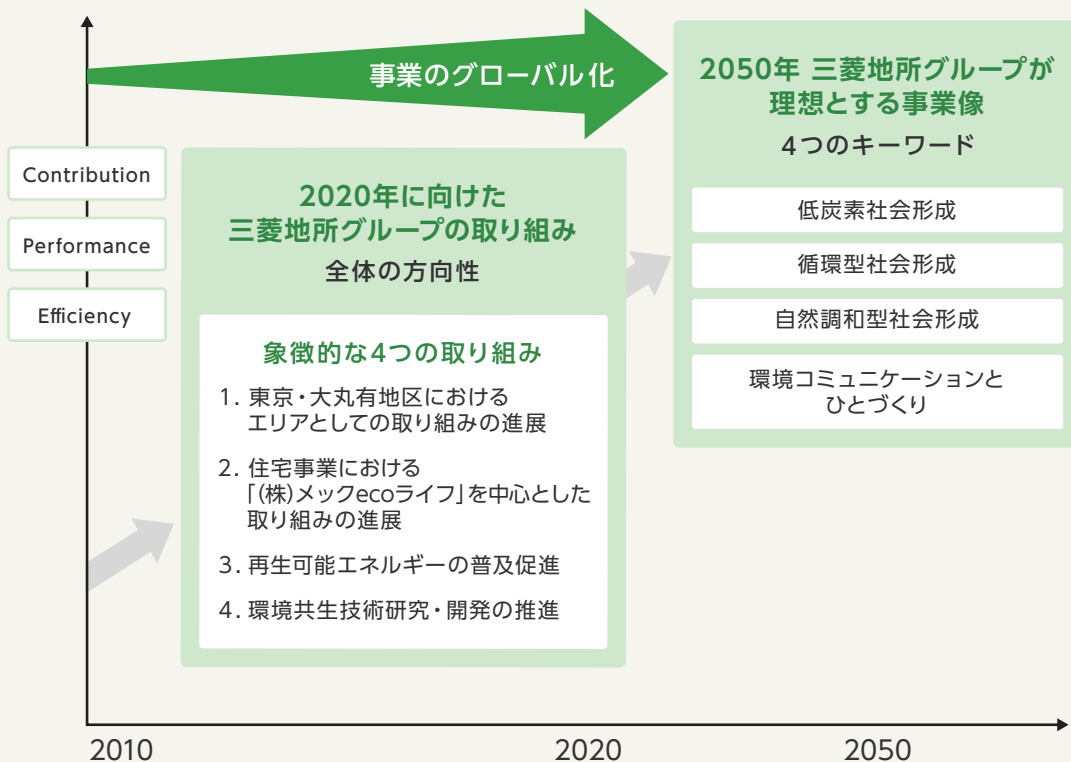 事業のグローバル化
Contribution
Performance
Efficiency
2020年に向けた
三菱地所グループの取り組み
全体の方向性
象徴的な4つの取り組み
1. 東京・大丸有地区における
エリアとしての取り組みの進展
2. 住宅事業における
「(株)メックecoライフ」を中心とした
取り組みの進展
3. 再生可能エネルギーの普及促進
4. 環境共生技術研究・開発の推進
2050年 三菱地所グループが
理想とする事業像
4つのキーワード
低炭素社会形成
循環型社会形成
自然調和型社会形成
環境コミュニケーションと
ひとづくり
2010
2020
2050